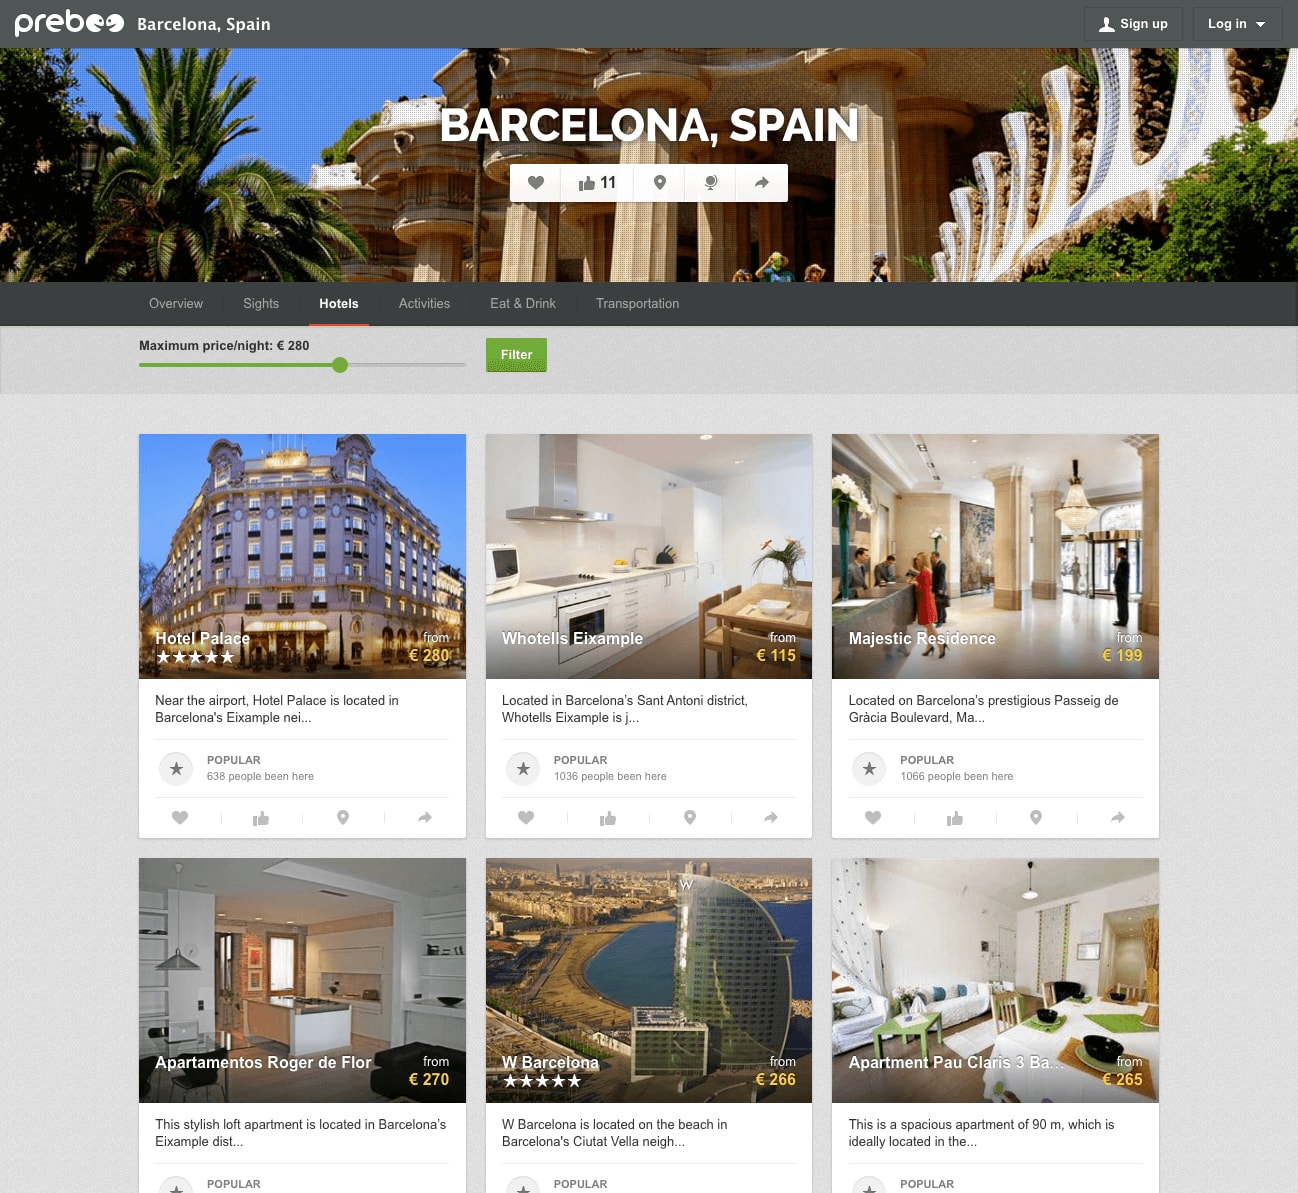 preboo Barcelona, Spain
Sign up
Log in
BARCELONA, SPAIN
11
Overview
Sights
Hotels
Activities
Eat & Drink
Transportation
Maximum price/night: € 280
Filter
Hotel Palace
from
€ 280
Near the airport, Hotel Palace is located in
Barcelona's Eixample nei...
POPULAR
638 people been here
Whotells Eixample
from
€ 115
Located in Barcelona's Sant Antoni district,
Whotells Eixample is j...
POPULAR
1036 people been here
Majestic Residence
from
€ 199
Located on Barcelona's prestigious Passeig de
Gràcia Boulevard, Ma...
POPULAR
1066 people been here
Apartamentos Roger de Flor
from
€ 270
This stylish loft apartment is located in Barcelona's
Eixample dist...
POPULAR
W
W Barcelona
from
€ 266
W Barcelona is located on the beach in
Barcelona's Ciutat Vella neigh...
POPULAR
Apartment Pau Claris 3 Ba...
from
€ 265
This is a spacious apartment of 90 m, which is
ideally located in the...
POPULAR